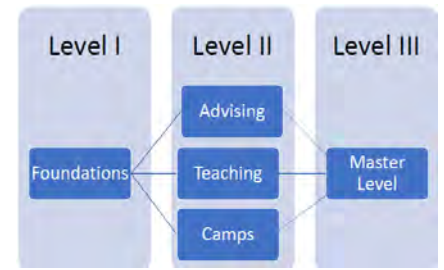 Level I
Level II
Level III
Foundations
Advising
Teaching
Camps
Master
Level